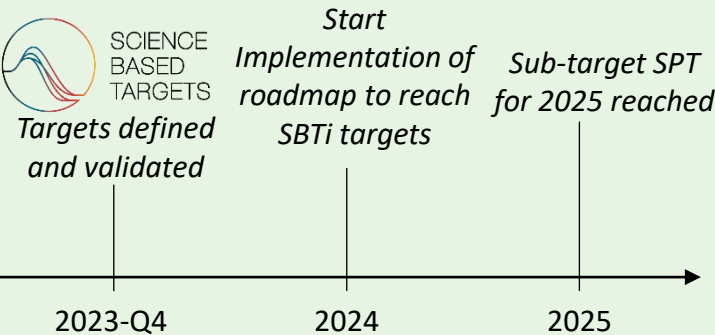 SCIENCE
BASED
TARGETS
Targets defined
and validated
Start
Implementation of
roadmap to reach
SBTi targets
Sub-target SPT
for 2025 reached
2023-Q4
2024
2025